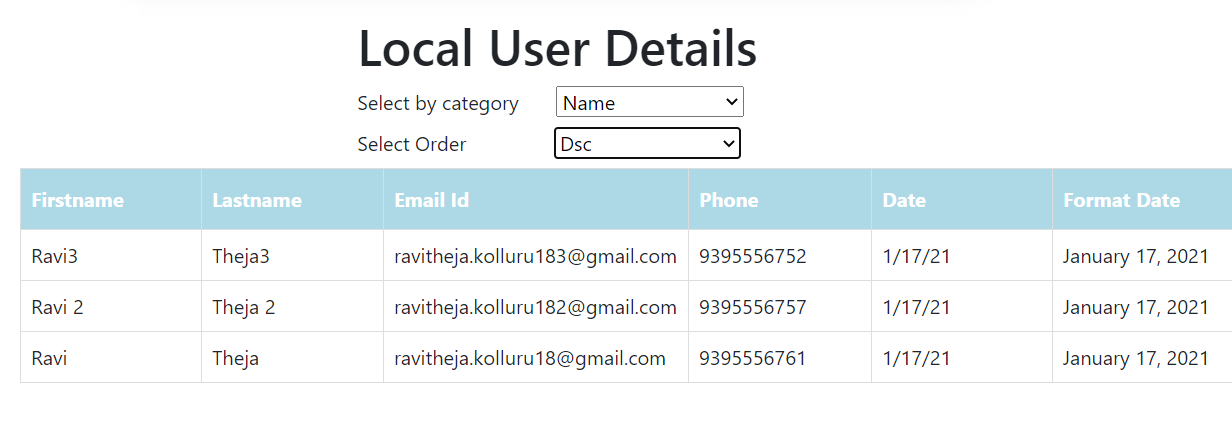 Local User Details
Select by category Name
Select Order Dsc
Firstname Lastname Email Id Phone Date Format Date
Ravi3 Theja3 ravitheja.kolluru183@gmail.com 9395556752 1/17/21 January 17, 2021
Ravi 2 Theja 2 ravitheja.kolluru182@gmail.com 9395556757 1/17/21 January 17, 2021
Ravi Theja ravitheja.kolluru18@gmail.com 9395556761 1/17/21 January 17, 2021